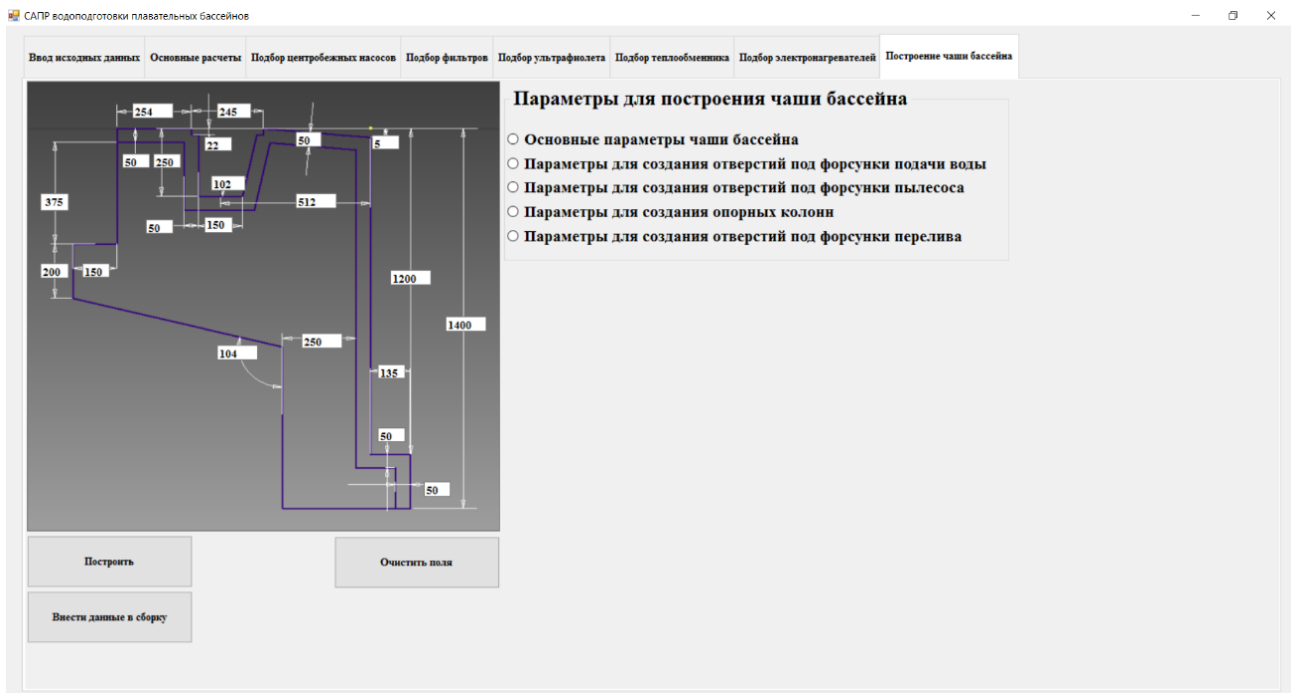 САПР водоподготовки плавательных бассейнов
Ввод исходных данных
Основные расчеты
Подбор центробежных насосов
Подбор фильтров
Подбор ультрафиолета
Подбор теплообменника
Подбор электронагревателей
Построение чаши бассейна
254
245
22
50
5
50
250
102
375
512
50
150
200
150
1200
1400
104
250
135
50
50
Параметры для построения чаши бассейна
Основные параметры чаши бассейна
Параметры для создания отверстий под форсунки подачи воды
Параметры для создания отверстий под форсунки пылесоса
Параметры для создания опорных колонн
Параметры для создания отверстий под форсунки перелива
Построить
Очистить поля
Внести данные в сборку